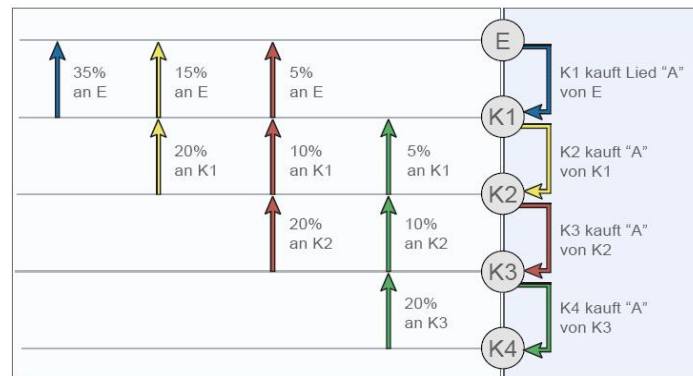 E
35%
an E
15%
an E
5%
an E
K1 kauft Lied “A”
von E
K1
20%
an K1
10%
an K1
5%
an K1
K2 kauft “A”
von K1
K2
20%
an K2
10%
an K2
K3 kauft “A”
von K2
K3
20%
an K3
K4 kauft “A”
von K3
K4